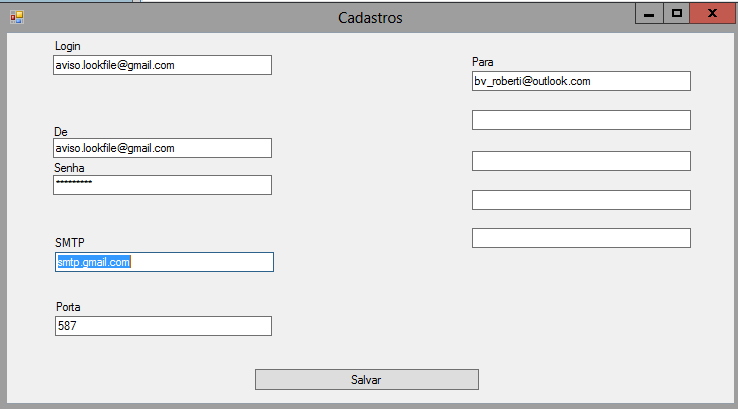 Cadastros
Login
aviso.lookfile@gmail.com
De
aviso.lookfile@gmail.com
Senha
*********
SMTP
smtp.gmail.com
Porta
587
Para
bv_roberti@outlook.com
Salvar